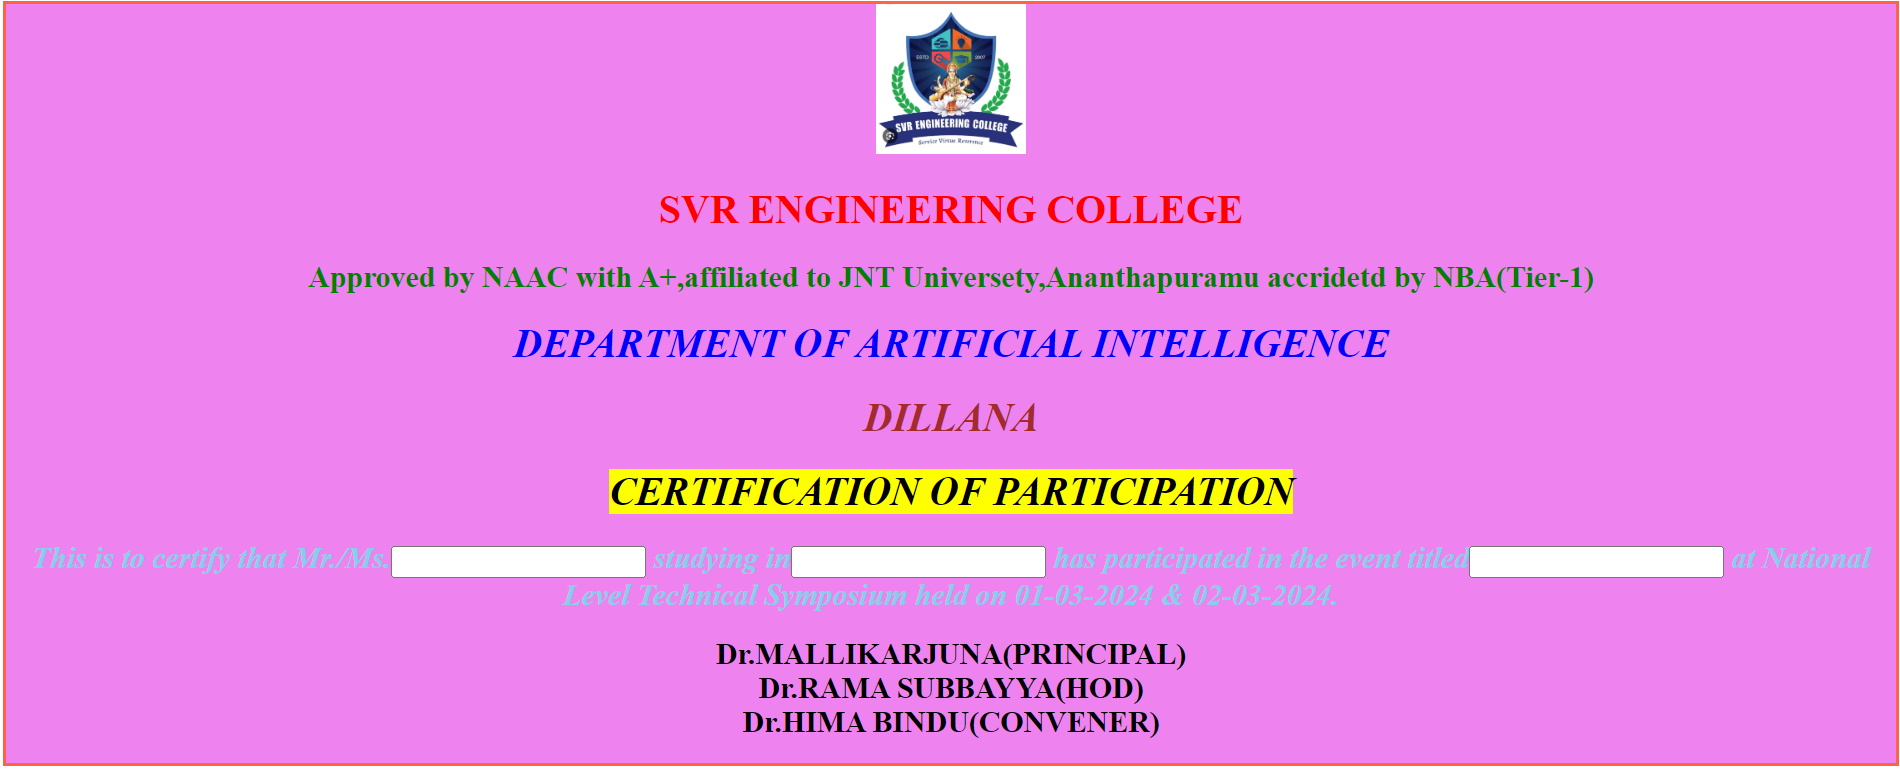 ESTD 2007
SVR ENGINEERING COLLEGE
Service Virtue Reverence
SVR ENGINEERING COLLEGE
Approved by NAAC with A+,affiliated to JNT Universety,Ananthapuramu accridetd by NBA(Tier-1)
DEPARTMENT OF ARTIFICIAL INTELLIGENCE
DILLANA
CERTIFICATION OF PARTICIPATION
This is to certify that Mr./Ms. studying in has participated in the event titled at National
Level Technical Symposium held on 01-03-2024 & 02-03-2024.
Dr.MALLIKARJUNA(PRINCIPAL)
Dr.RAMA SUBBAYYA(HOD)
Dr.HIMA BINDU(CONVENER)